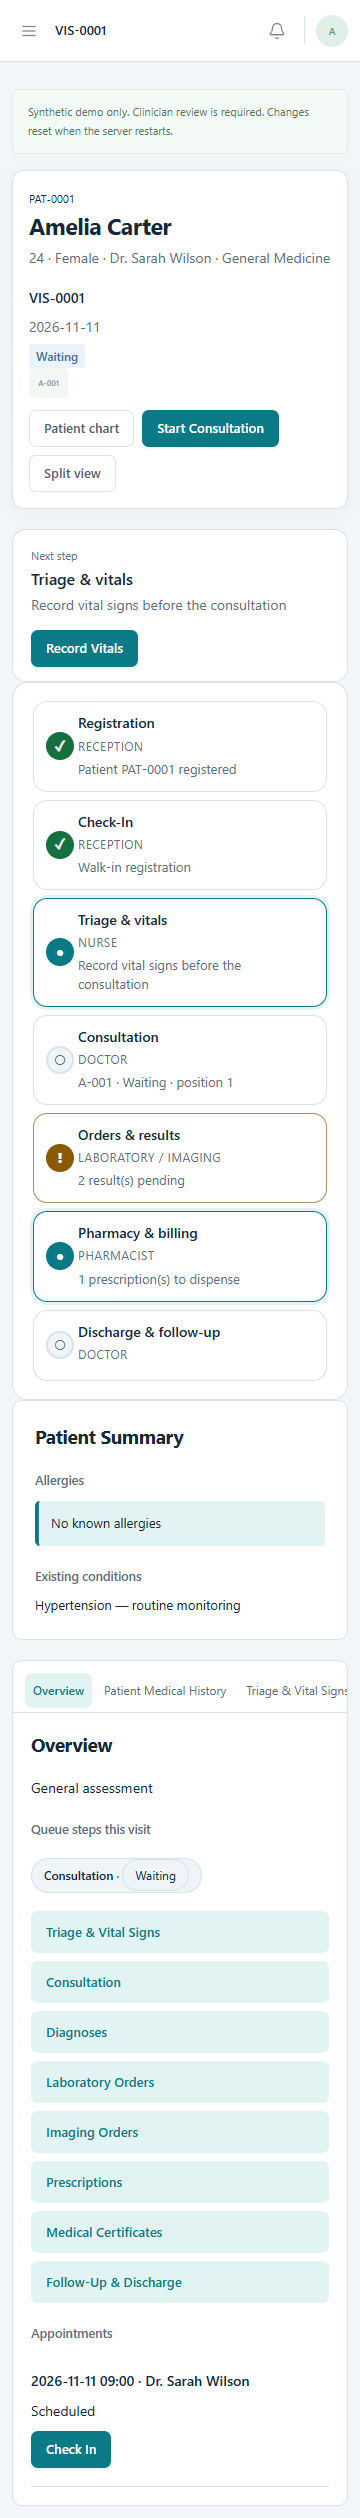 VIS-0001
A
Synthetic demo only. Clinician review is required. Changes
reset when the server restarts.
PAT-0001
Amelia Carter
24 · Female · Dr. Sarah Wilson · General Medicine
VIS-0001
2026-11-11
Waiting
A-001
Patient chart
Start Consultation
Split view
Next step
Triage & vitals
Record vital signs before the consultation
Record Vitals
Registration
RECEPTION
Patient PAT-0001 registered
Check-In
RECEPTION
Walk-in registration
Triage & vitals
NURSE
Record vital signs before the
consultation
Consultation
DOCTOR
A-001 · Waiting · position 1
Orders & results
LABORATORY / IMAGING
2 result(s) pending
Pharmacy & billing
PHARMACIST
1 prescription(s) to dispense
Discharge & follow-up
DOCTOR
Patient Summary
Allergies
No known allergies
Existing conditions
Hypertension — routine monitoring
Overview
Patient Medical History
Triage & Vital Signs
Overview
General assessment
Queue steps this visit
Consultation · Waiting
Triage & Vital Signs
Consultation
Diagnoses
Laboratory Orders
Imaging Orders
Prescriptions
Medical Certificates
Follow-Up & Discharge
Appointments
2026-11-11 09:00 · Dr. Sarah Wilson
Scheduled
Check In